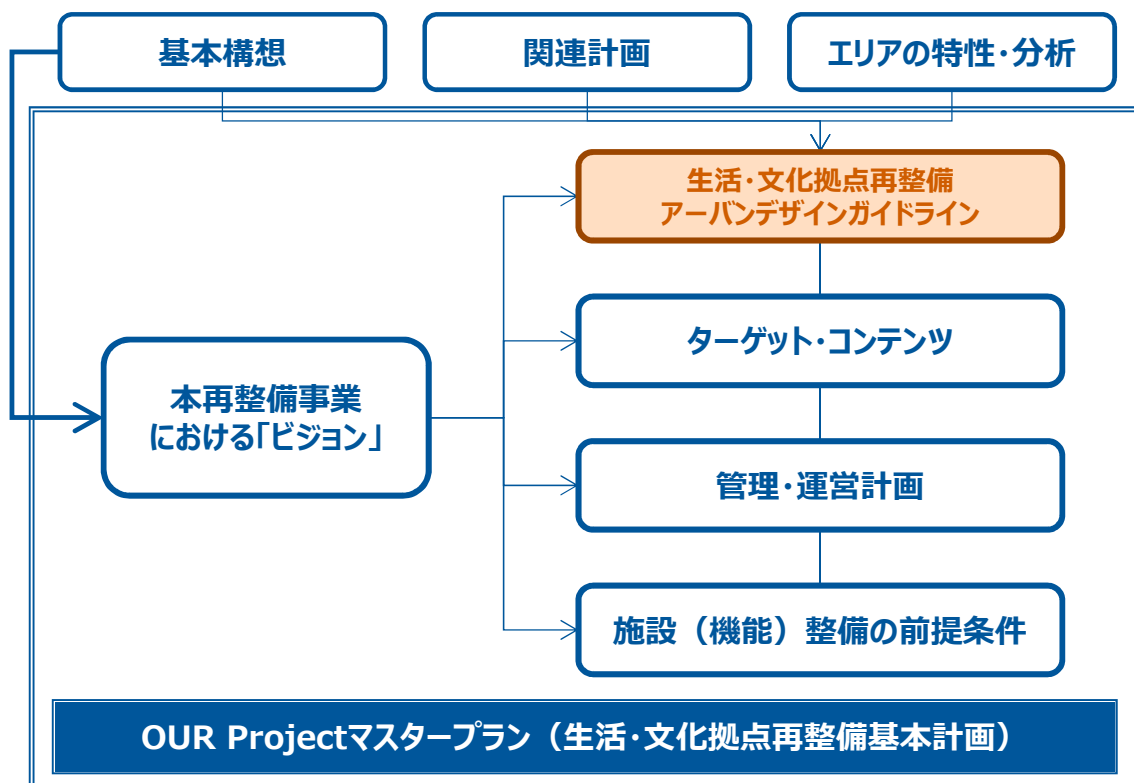 基本構想
関連計画
エリアの特性・分析
生活・文化拠点再整備
アーバンデザインガイドライン
ターゲット・コンテンツ
本再整備事業
における「ビジョン」
管理・運営計画
施設（機能）整備の前提条件
OUR Projectマスタープラン（生活・文化拠点再整備基本計画）